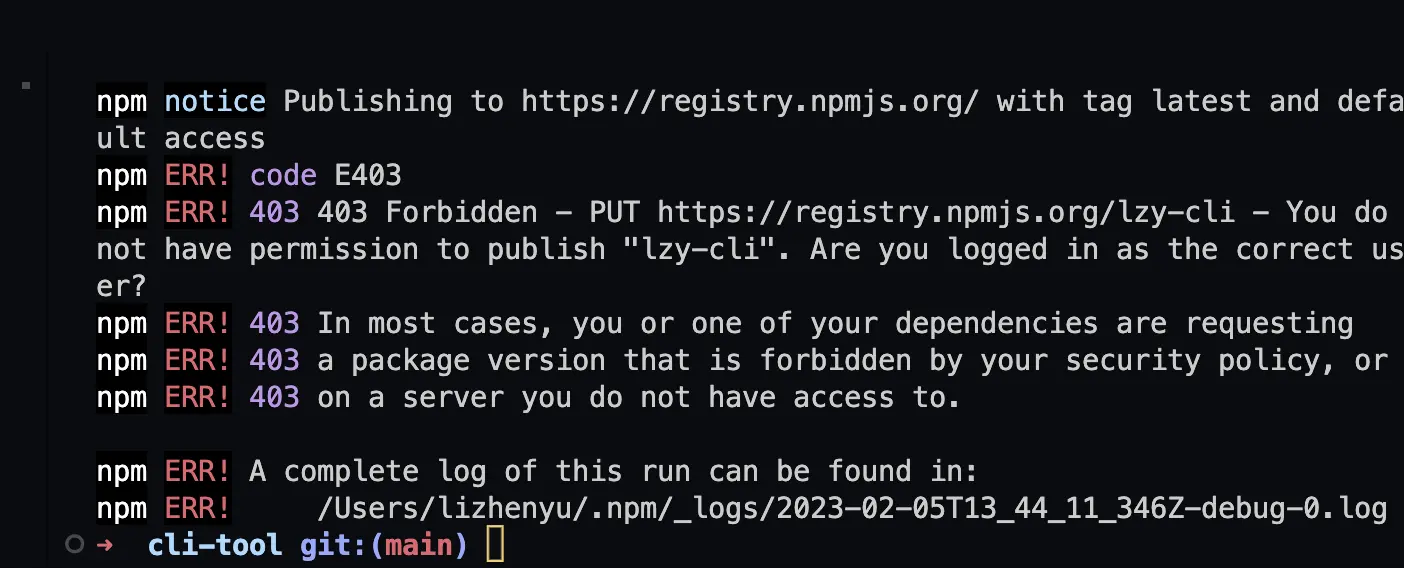 npm notice Publishing to https://registry.npmjs.org/ with tag latest and defa
ult access
npm ERR! code E403
npm ERR! 403 403 Forbidden - PUT https://registry.npmjs.org/lzy-cli - You do
not have permission to publish "lzy-cli". Are you logged in as the correct us
er?
npm ERR! 403 In most cases, you or one of your dependencies are requesting
npm ERR! 403 a package version that is forbidden by your security policy, or
npm ERR! 403 on a server you do not have access to.
npm ERR! A complete log of this run can be found in:
npm ERR!     /Users/lizhenyu/.npm/_logs/2023-02-05T13_44_11_346Z-debug-0.log
➜  cli-tool git:(main)